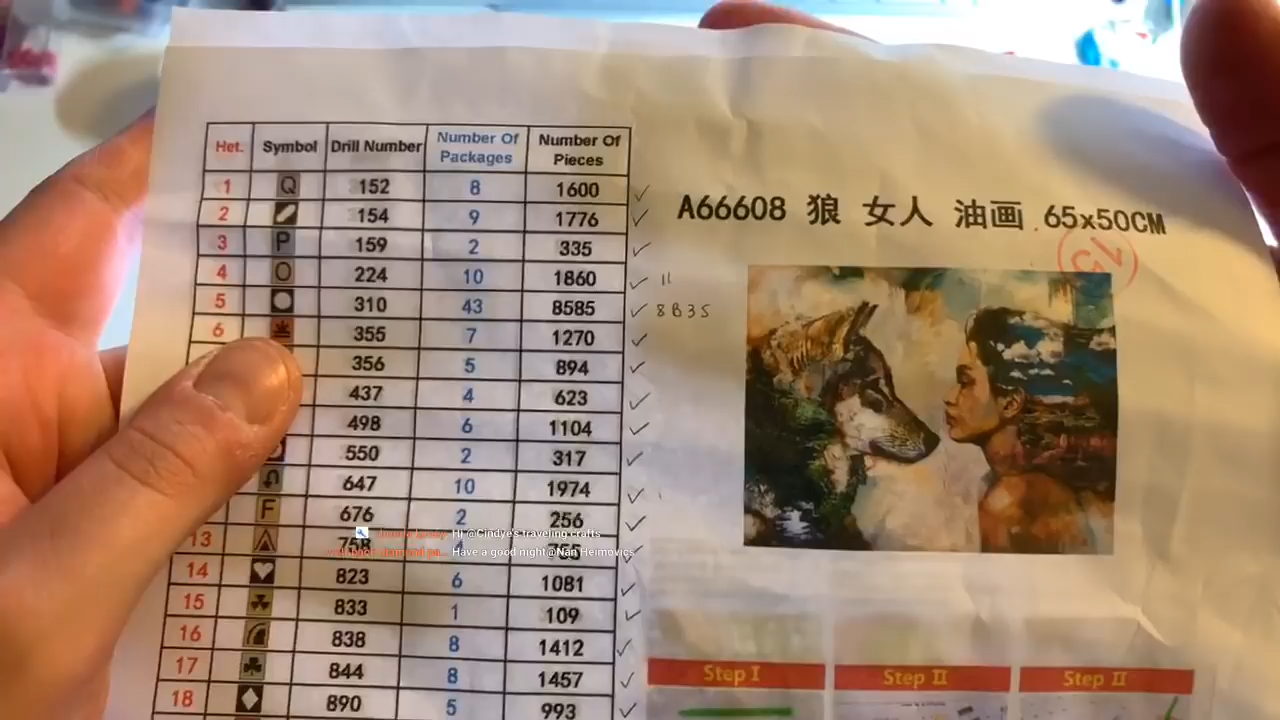 Het. Symbol Drill Number Number Of Packages Number Of Pieces
1 Q 152 8 1600
2 154 9 1776
3 P 159 2 335
4 O 224 10 1860 11
5 310 43 8585 8835
6 355 7 1270
356 5 894
437 4 623
498 6 1104
550 2 317
647 10 1974
F 676 2 256
13 758 4
14 823 6 1081
15 833 1 109
16 838 8 1412
17 844 8 1457
18 890 5 993
A66608 狼 女人 油画 65x50CM
GL
Hi @Cindye's traveling crafts
Have a good night @Nan Heimovics
Step I Step II Step II